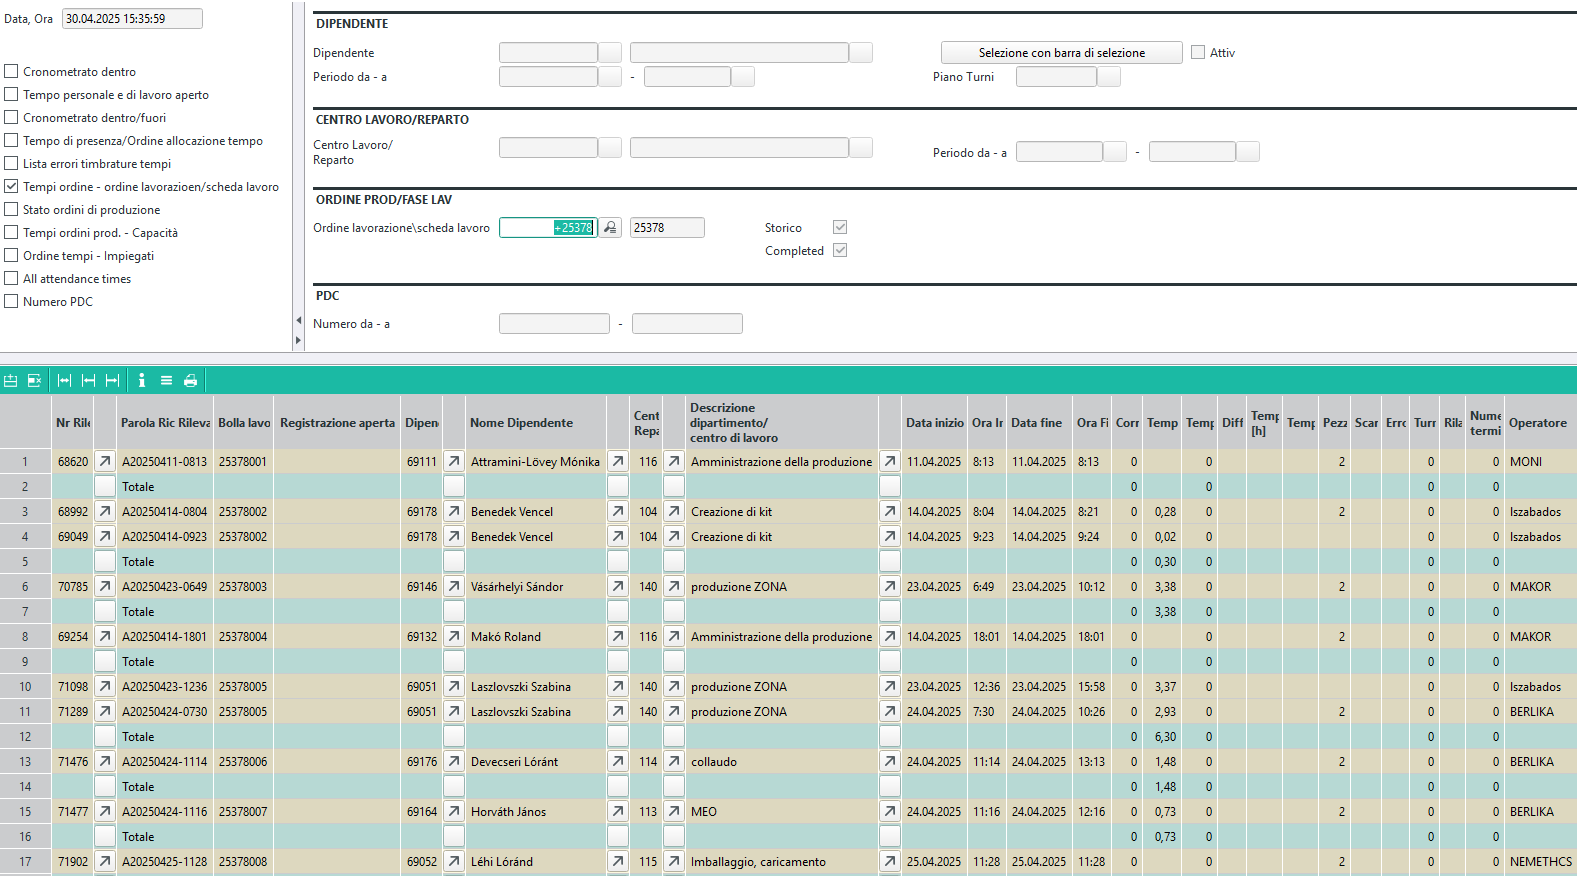 Data, Ora 30.04.2025 15:35:59
Cronometrato dentro
Tempo personale e di lavoro aperto
Cronometrato dentro/fuori
Tempo di presenza/Ordine allocazione tempo
Lista errori timbrature tempi
Tempi ordine - ordine lavorazioen/scheda lavoro
Stato ordini di produzione
Tempi ordini prod. - Capacità
Ordine tempi - Impiegati
All attendance times
Numero PDC
DIPENDENTE
Dipendente Selezione con barra di selezione Attiv
Periodo da - a - Piano Turni
CENTRO LAVORO/REPARTO
Centro Lavoro/
Reparto Periodo da - a -
ORDINE PROD/FASE LAV
Ordine lavorazione\scheda lavoro +25378 25378 Storico
Completed
PDC
Numero da - a -
Nr Rile Parola Ric Rileva Bolla lavo Registrazione aperta Dipen Nome Dipendente Cent Repa Descrizione dipartimento/ centro di lavoro Data inizio Ora In Data fine Ora Fi Corr Temp Temp Diff Temp [h] Temp Pezz Scar Erro Turr Rila Nume termi Operatore
1 68620 A20250411-0813 25378001 69111 Attramini-Lövey Mónika 116 Amministrazione della produzione 11.04.2025 8:13 11.04.2025 8:13 0 0 2 0 0 MONI
2 Totale 0 0 0 0
3 68992 A20250414-0804 25378002 69178 Benedek Vencel 104 Creazione di kit 14.04.2025 8:04 14.04.2025 8:21 0 0,28 0 2 0 0 Iszabados
4 69049 A20250414-0923 25378002 69178 Benedek Vencel 104 Creazione di kit 14.04.2025 9:23 14.04.2025 9:24 0 0,02 0 0 0 Iszabados
5 Totale 0 0,30 0 0 0
6 70785 A20250423-0649 25378003 69146 Vásárhelyi Sándor 140 produzione ZONA 23.04.2025 6:49 23.04.2025 10:12 0 3,38 0 2 0 0 MAKOR
7 Totale 0 3,38 0 0 0
8 69254 A20250414-1801 25378004 69132 Makó Roland 116 Amministrazione della produzione 14.04.2025 18:01 14.04.2025 18:01 0 0 2 0 0 MAKOR
9 Totale 0 0 0 0
10 71098 A20250423-1236 25378005 69051 Laszlovszki Szabina 140 produzione ZONA 23.04.2025 12:36 23.04.2025 15:58 0 3,37 0 0 0 Iszabados
11 71289 A20250424-0730 25378005 69051 Laszlovszki Szabina 140 produzione ZONA 24.04.2025 7:30 24.04.2025 10:26 0 2,93 0 2 0 0 BERLIKA
12 Totale 0 6,30 0 0 0
13 71476 A20250424-1114 25378006 69176 Devecseri Lóránt 114 collaudo 24.04.2025 11:14 24.04.2025 13:13 0 1,48 0 2 0 0 BERLIKA
14 Totale 0 1,48 0 0 0
15 71477 A20250424-1116 25378007 69164 Horváth János 113 MEO 24.04.2025 11:16 24.04.2025 12:16 0 0,73 0 2 0 0 BERLIKA
16 Totale 0 0,73 0 0 0
17 71902 A20250425-1128 25378008 69052 Léhi Lóránd 115 Imballaggio, caricamento 25.04.2025 11:28 25.04.2025 11:28 0 0 2 0 0 NEMETHCS